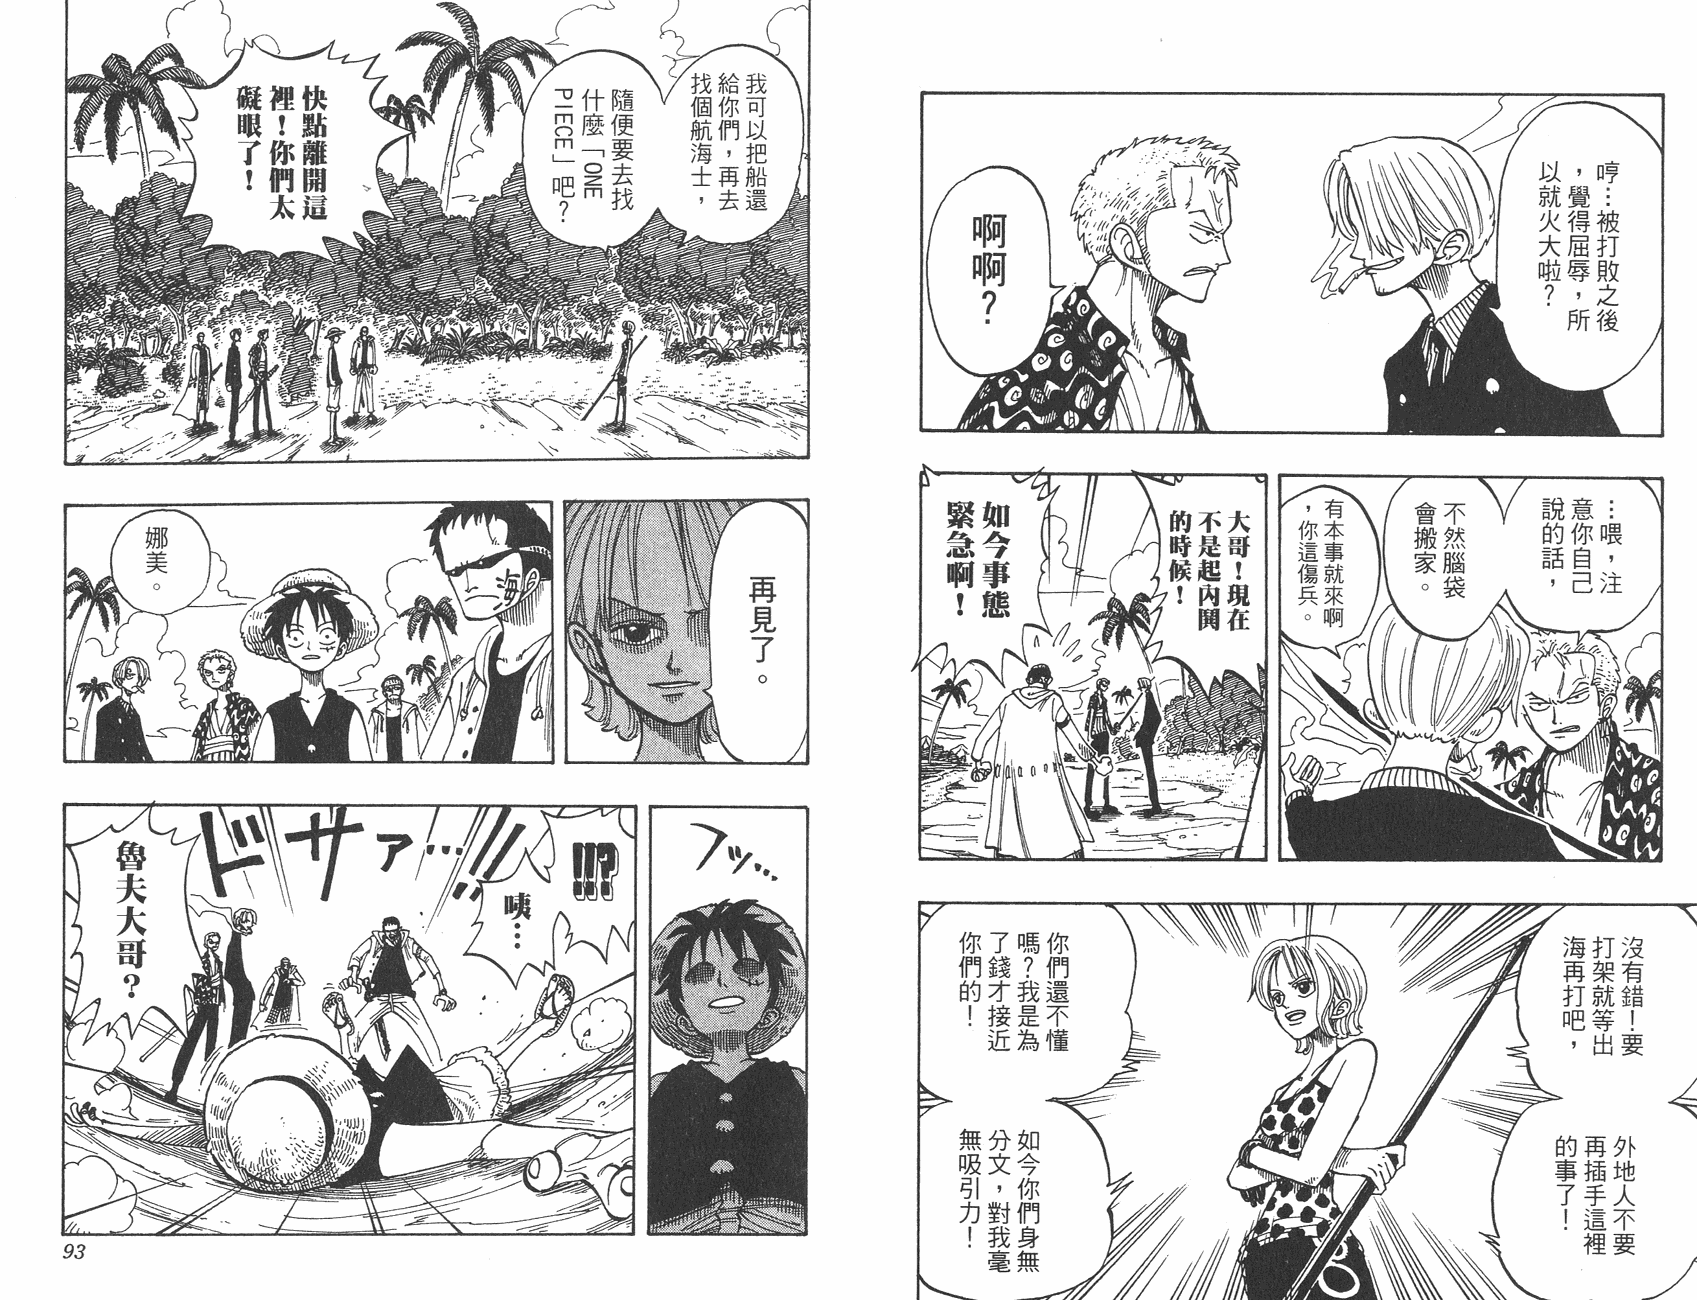 哼…被打敗之後
，覺得屈辱，所
以就火大啦？
啊
啊？
…喂，注
意你自己
說的話，
不然腦袋
會搬家。
有本事就來啊
，你這傷兵。
大哥！現在
不是起內鬨
的時候！
如今事態
緊急啊！
沒有錯！要
打架就等出
海再打吧，
外地人不要
再插手這裡
的事了！
你們還不懂
嗎？我是為
了錢才接近
你們的！
如今你們身無
分文，對我毫
無吸引力！
我可以把船還
給你們，再去
找個航海士，
隨便要去找
什麼「ONE
PIECE」吧？
快點離開這
裡！你們太
礙眼了！
再見了。
娜美。
海
フッ…
!!!?
咦…
ドサァ…!!
魯夫大哥？
93